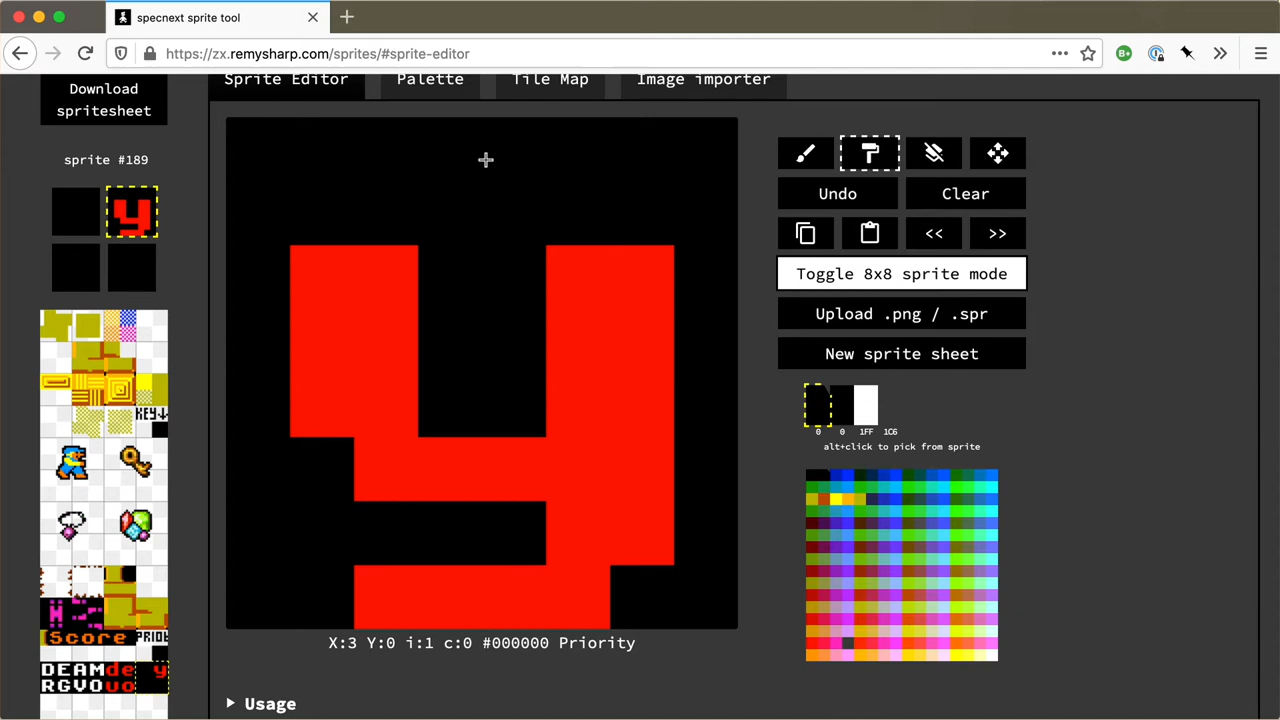 specnext sprite tool
https://zx.remysharp.com/sprites/#sprite-editor
B+
Download
spritesheet
Sprite Editor
Palette
Tile Map
Image importer
sprite #189
y
y
Undo
Clear
<<
>>
Toggle 8x8 sprite mode
Upload .png / .spr
New sprite sheet
0 0 1FF 1C6
alt+click to pick from sprite
KEY↓
Score
DEAMde y
RGVOvo
X:3 Y:0 i:1 c:0 #000000 Priority
Usage